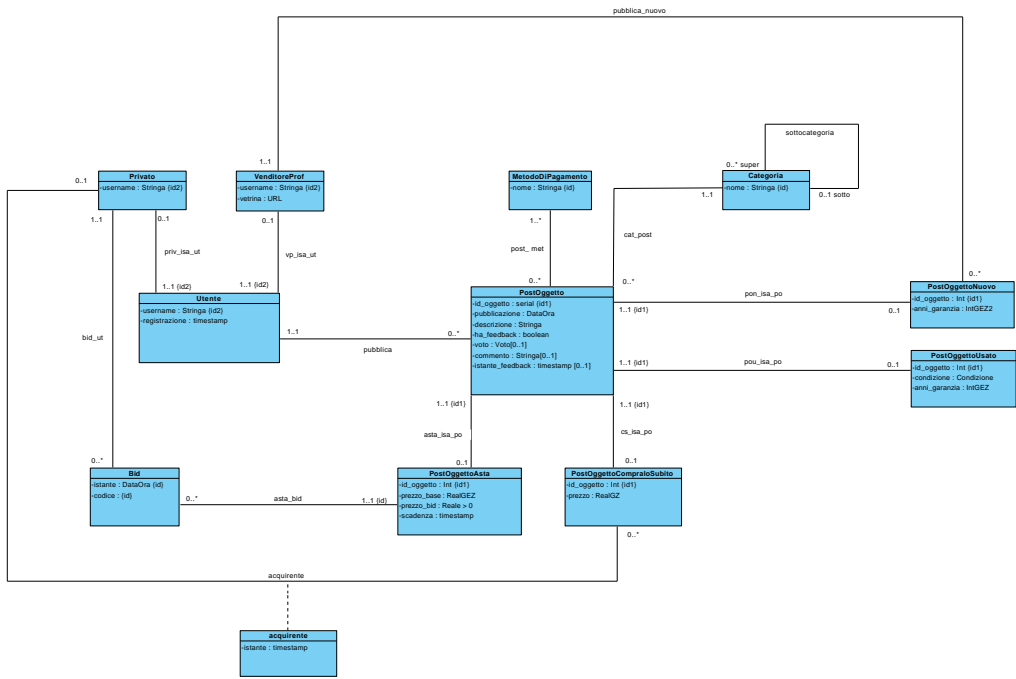 pubblica_nuovo
sottocategoria
0..* super
0..1 sotto
1..1
0..1
Privato
-username : Stringa {id2}
VenditoreProf
-username : Stringa {id2}
-vetrina : URL
MetodoDiPagamento
-nome : Stringa {id}
Categoria
-nome : Stringa {id}
1..1
1..1
0..1
0..1
1..*
priv_isa_ut
vp_isa_ut
post_ met
cat_post
1..1 {id2}
1..1 {id2}
0..*
0..*
0..*
Utente
-username : Stringa {id2}
-registrazione : timestamp
PostOggetto
-id_oggetto : serial {id1}
-pubblicazione : DataOra
-descrizione : Stringa
-ha_feedback : boolean
-voto : Voto[0..1]
-commento : Stringa[0..1]
-istante_feedback : timestamp [0..1]
PostOggettoNuovo
-id_oggetto : Int {id1}
-anni_garanzia : IntGEZ2
pon_isa_po
1..1 {id1}
0..1
bid_ut
1..1
0..*
pubblica
PostOggettoUsato
-id_oggetto : Int {id1}
-condizione : Condizione
-anni_garanzia : IntGEZ
1..1 {id1}
0..1
pou_isa_po
1..1 {id1}
1..1 {id1}
asta_isa_po
cs_isa_po
0..*
0..1
0..1
Bid
-istante : DataOra {id}
-codice : {id}
PostOggettoAsta
-id_oggetto : Int {id1}
-prezzo_base : RealGEZ
-prezzo_bid : Reale > 0
-scadenza : timestamp
PostOggettoCompraloSubito
-id_oggetto : Int {id1}
-prezzo : RealGZ
0..*
asta_bid
1..1 {id}
0..*
acquirente
acquirente
-istante : timestamp